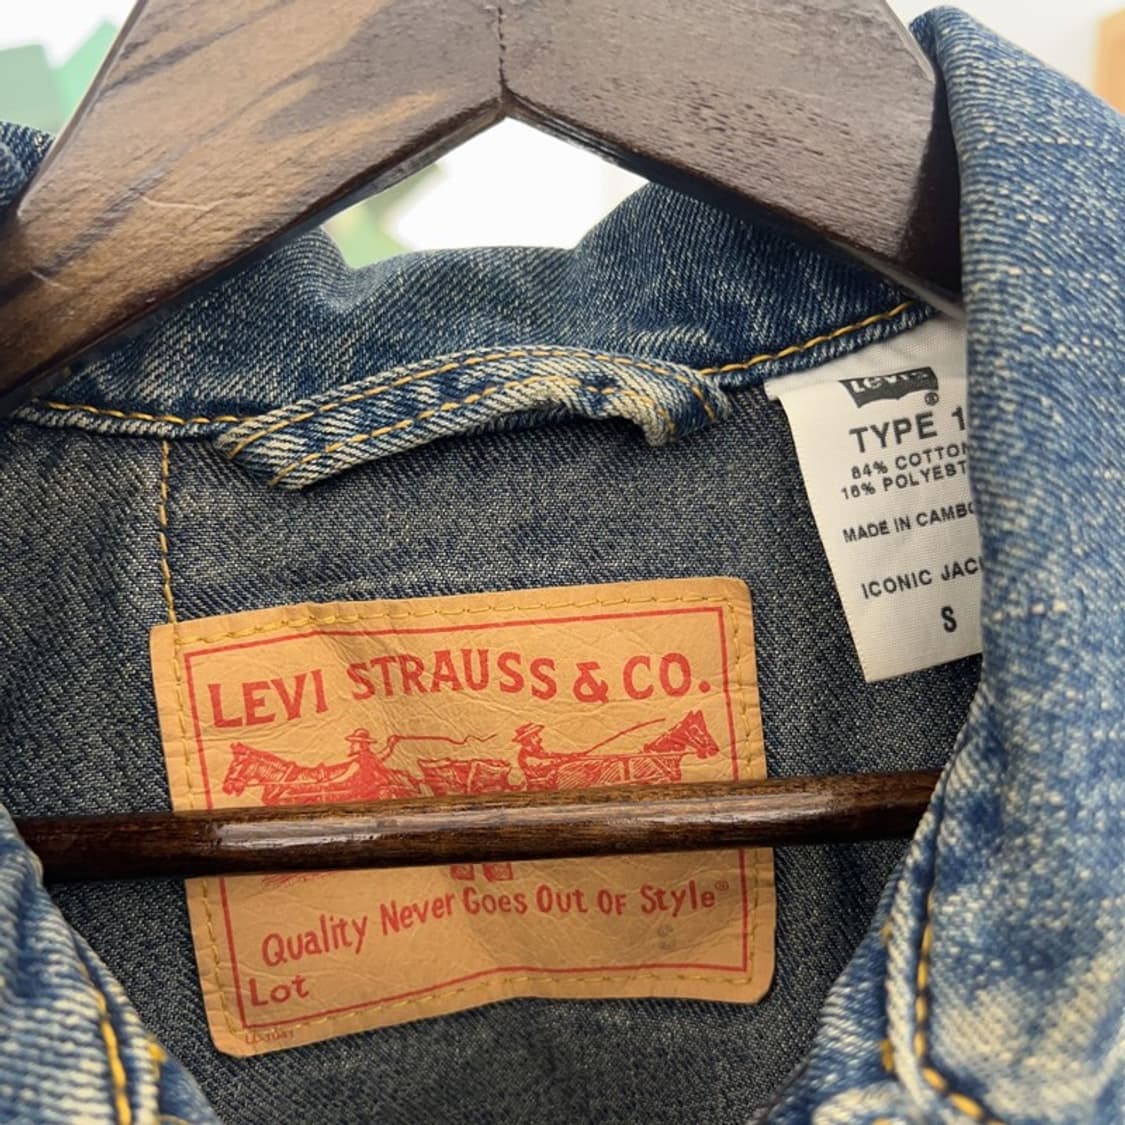 LEVI STRAUSS & CO.
Quality Never Goes Out Of Style®
Lot
Levi's®
TYPE 1
84% COTTON
16% POLYEST
MADE IN CAMBO
ICONIC JAC
S